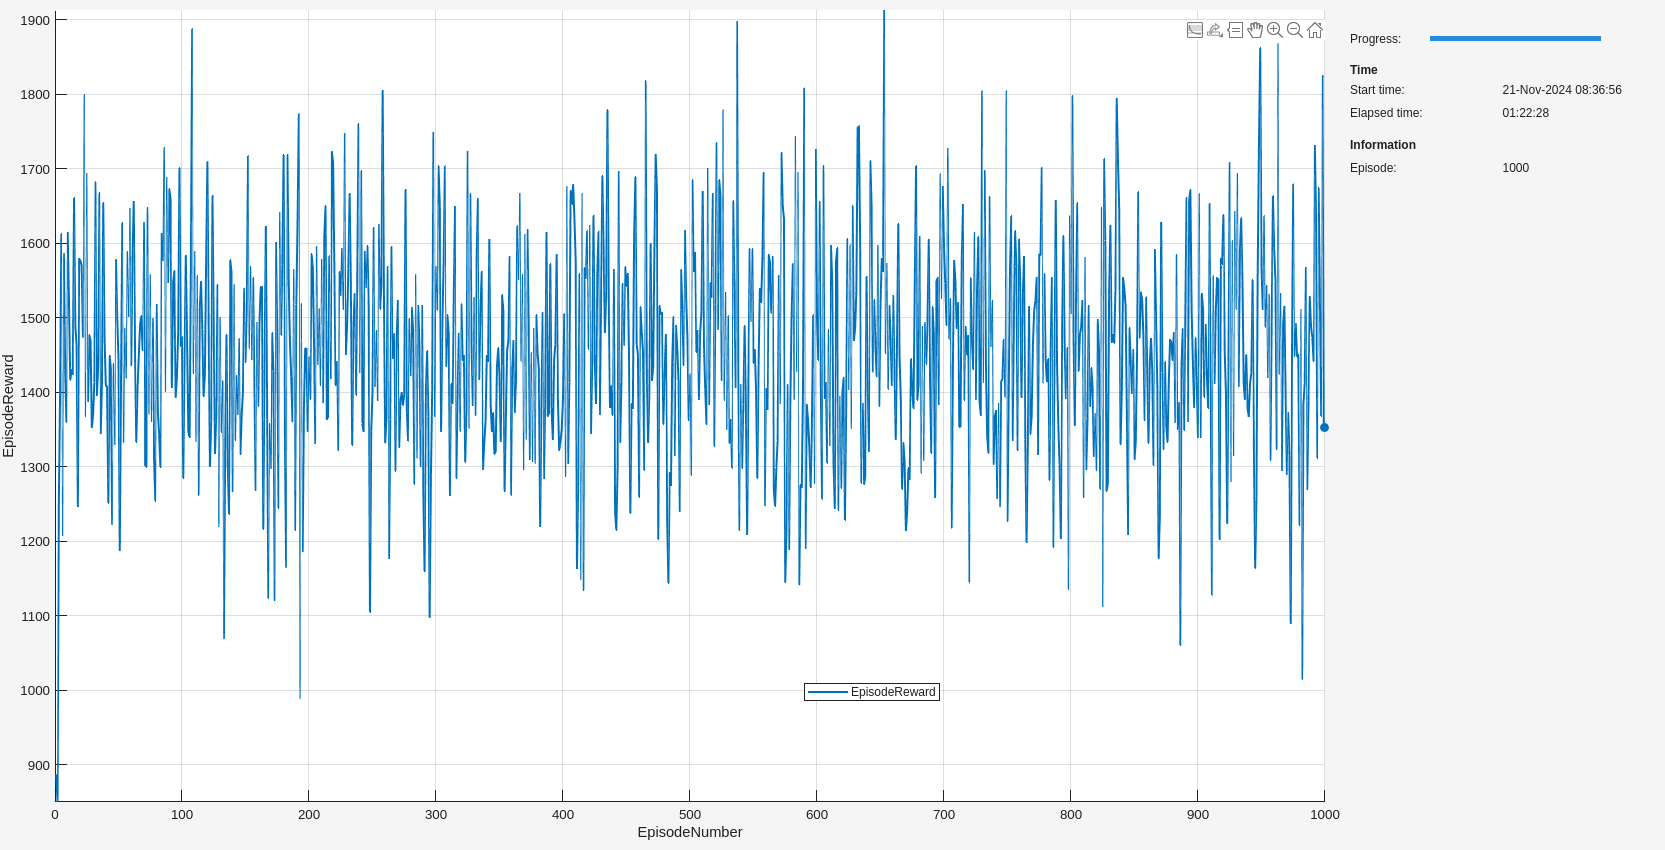 1900
1800
1700
1600
1500
1400
1300
1200
1100
1000
900
EpisodeReward
0 100 200 300 400 500 600 700 800 900 1000
EpisodeNumber
EpisodeReward
Progress:
Time
Start time: 21-Nov-2024 08:36:56
Elapsed time: 01:22:28
Information
Episode: 1000